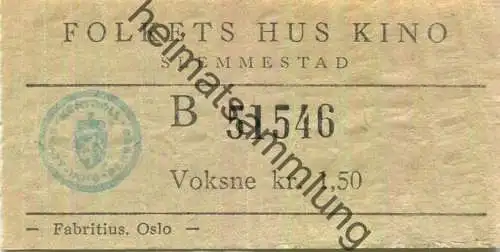 FOLKETS HUS KINO
SLEMMESTAD
B 51546
Voksne kr. 1,50
— Fabritius. Oslo —
heimatsammlung